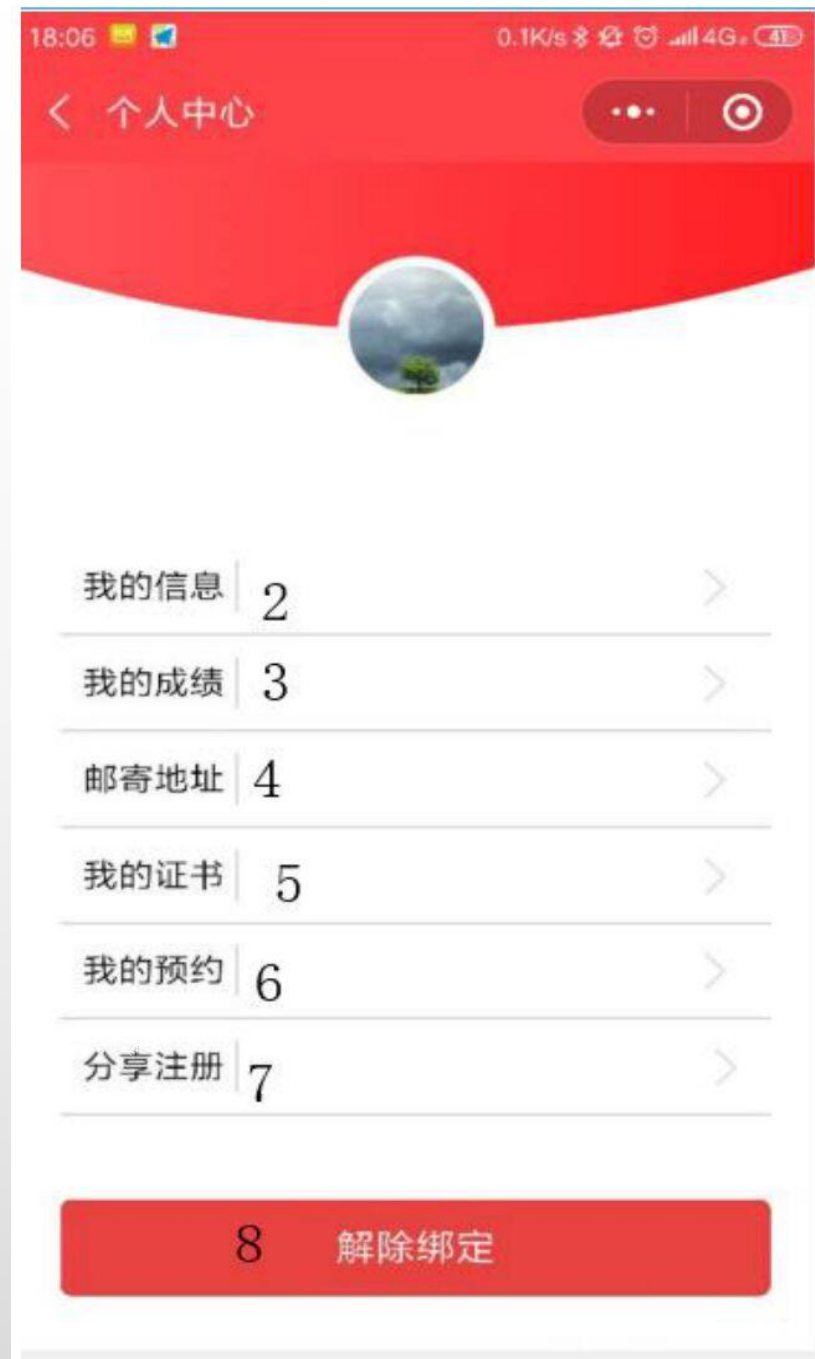 18:06 0.1K/s 4G 41
个人中心
我的信息 2
我的成绩 3
邮寄地址 4
我的证书 5
我的预约 6
分享注册 7
8 解除绑定